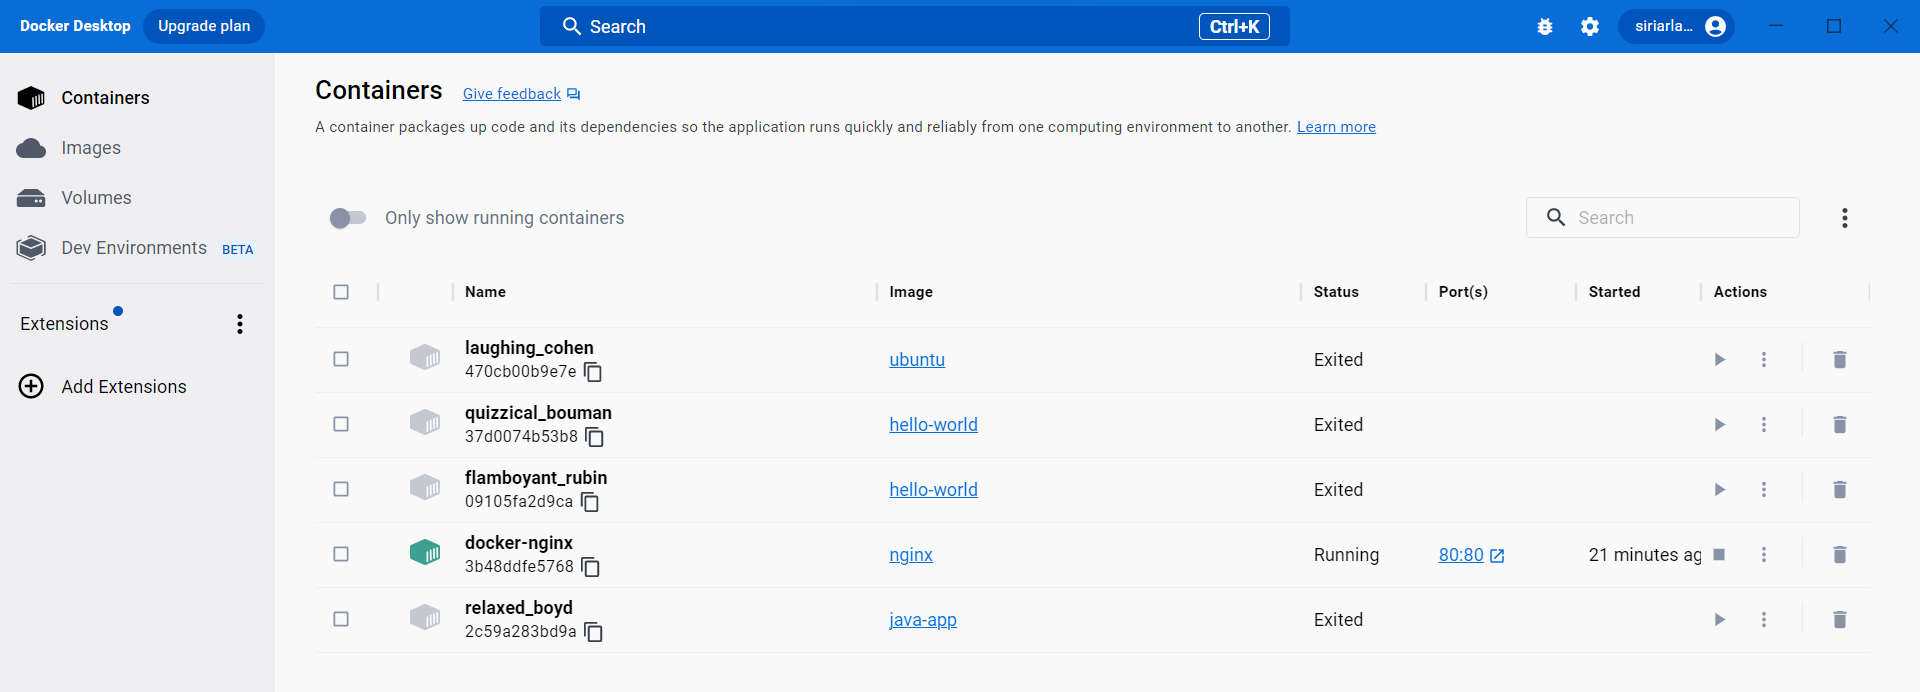 Docker Desktop Upgrade plan Search Ctrl+K siriarla...
Containers
Images
Volumes
Dev Environments BETA
Extensions
Add Extensions
Containers Give feedback
A container packages up code and its dependencies so the application runs quickly and reliably from one computing environment to another. Learn more
Only show running containers Search
Name Image Status Port(s) Started Actions
laughing_cohen
470cb00b9e7e ubuntu Exited
quizzical_bouman
37d0074b53b8 hello-world Exited
flamboyant_rubin
09105fa2d9ca hello-world Exited
docker-nginx
3b48ddfe5768 nginx Running 80:80 21 minutes ag
relaxed_boyd
2c59a283bd9a java-app Exited